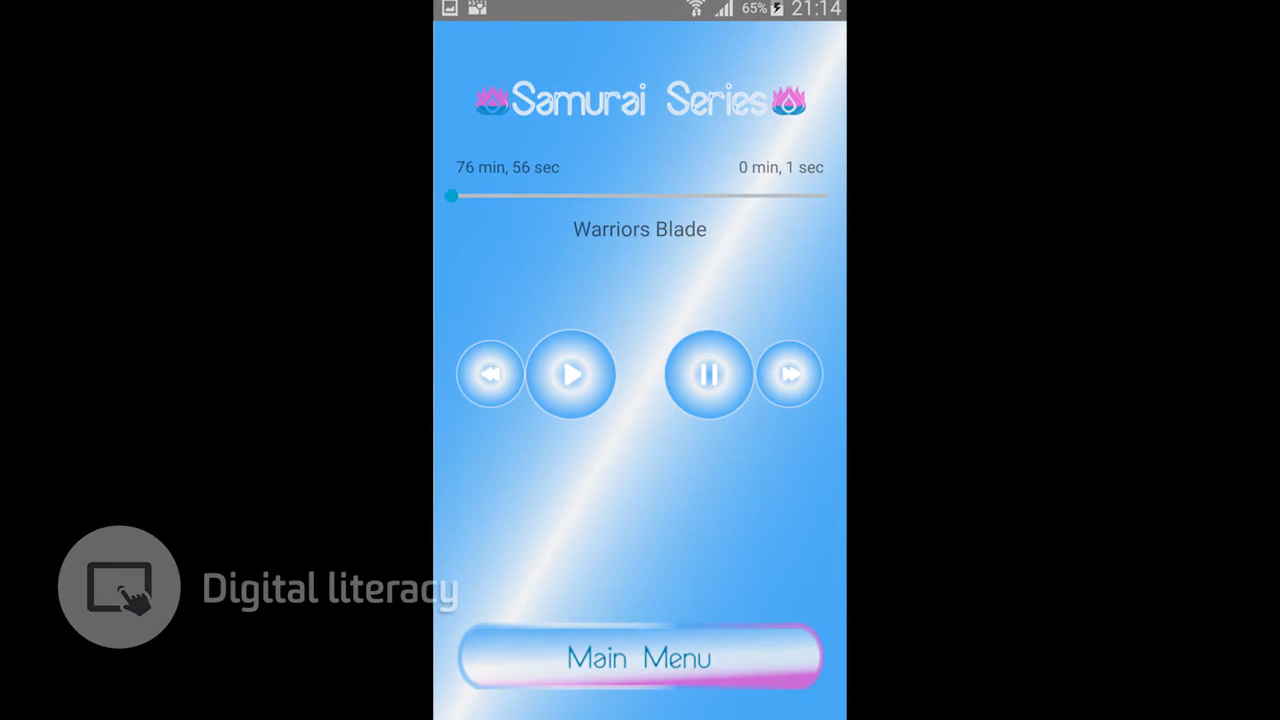 65% 21:14
Samurai Series
76 min, 56 sec 0 min, 1 sec
Warriors Blade
Digital literacy
Main Menu